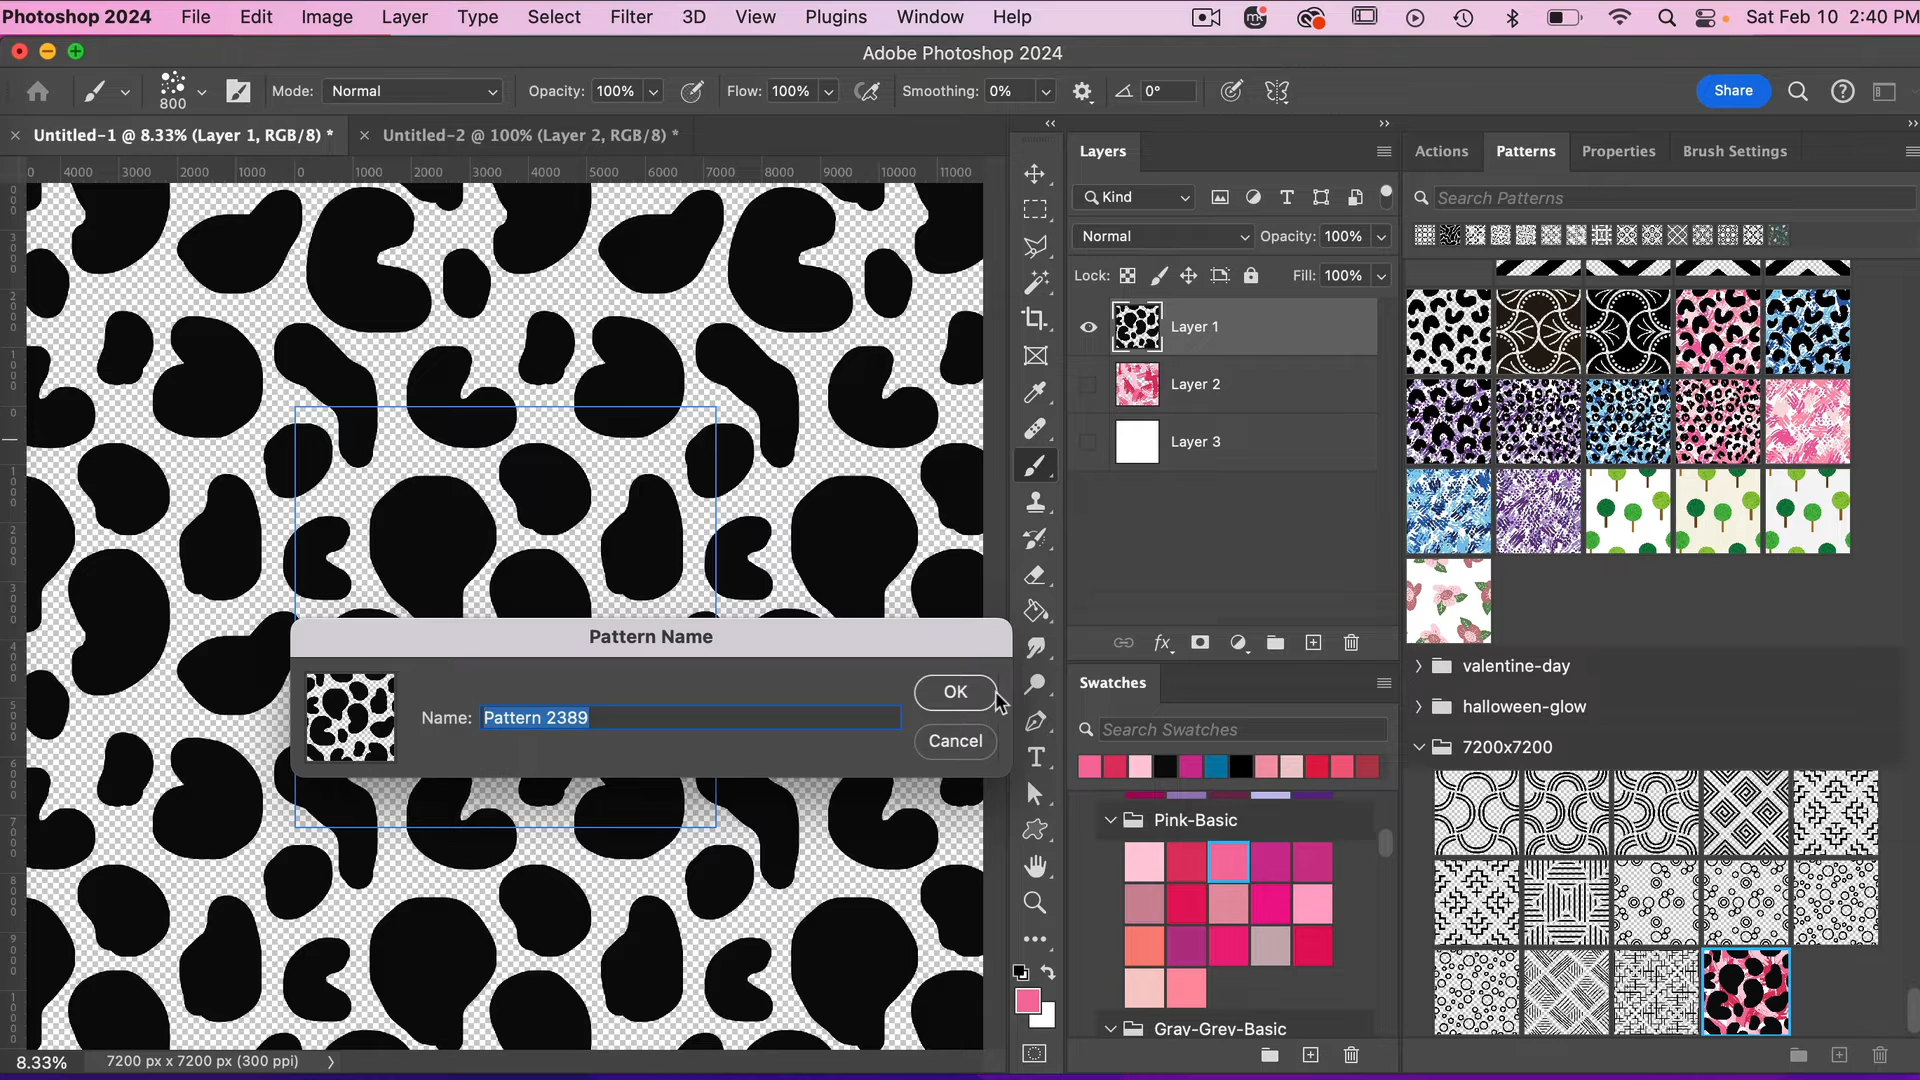 Photoshop 2024 File Edit Image Layer Type Select Filter 3D View Plugins Window Help Sat Feb 10 2:40 PM
Adobe Photoshop 2024
800 Mode: Normal Opacity: 100% Flow: 100% Smoothing: 0% 0° Share
Untitled-1 @ 8.33% (Layer 1, RGB/8) * Untitled-2 @ 100% (Layer 2, RGB/8) *
0 4000 3000 2000 1000 0 1000 2000 3000 4000 5000 6000 7000 8000 9000 10000 11000
Layers
Kind
Normal Opacity: 100%
Lock: Fill: 100%
Layer 1
Layer 2
Layer 3
fx
Actions Patterns Properties Brush Settings
Search Patterns
valentine-day
halloween-glow
7200x7200
Pattern Name
Name: Pattern 2389
OK
Cancel
Swatches
Search Swatches
Pink-Basic
Gray-Grey-Basic
8.33% 7200 px x 7200 px (300 ppi)